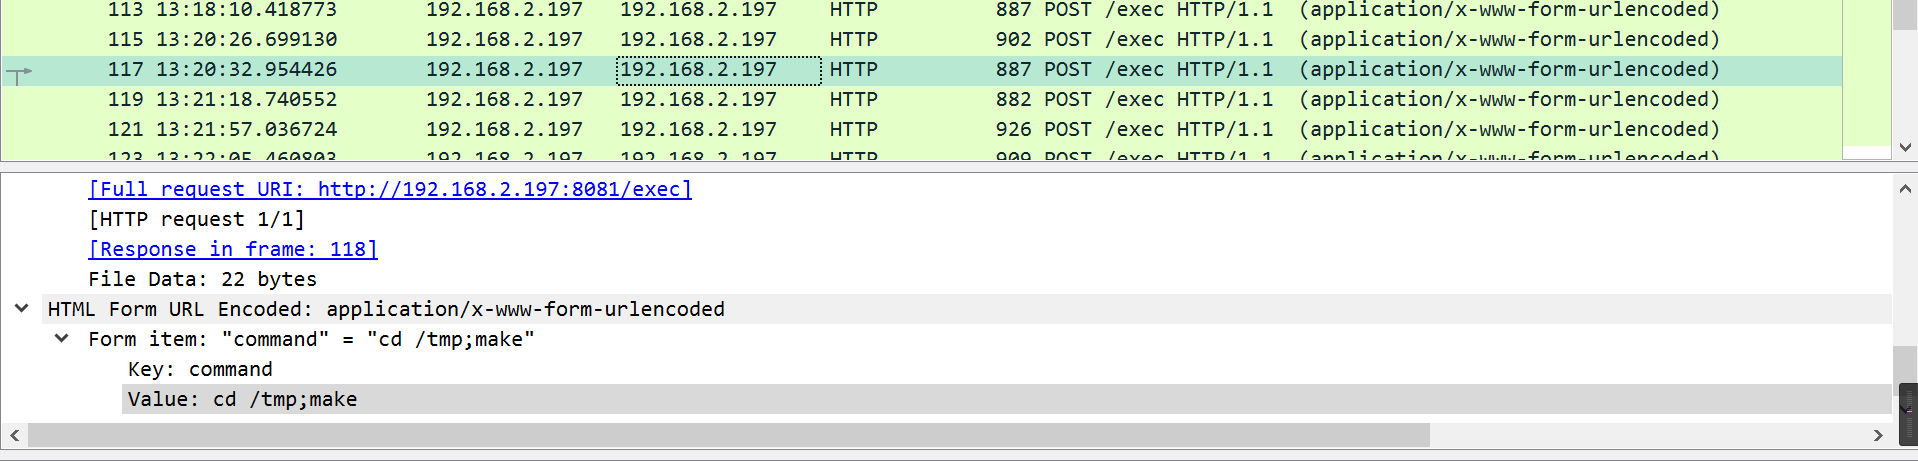 113 13:18:10.418773 192.168.2.197 192.168.2.197 HTTP 887 POST /exec HTTP/1.1 (application/x-www-form-urlencoded)
115 13:20:26.699130 192.168.2.197 192.168.2.197 HTTP 902 POST /exec HTTP/1.1 (application/x-www-form-urlencoded)
117 13:20:32.954426 192.168.2.197 192.168.2.197 HTTP 887 POST /exec HTTP/1.1 (application/x-www-form-urlencoded)
119 13:21:18.740552 192.168.2.197 192.168.2.197 HTTP 882 POST /exec HTTP/1.1 (application/x-www-form-urlencoded)
121 13:21:57.036724 192.168.2.197 192.168.2.197 HTTP 926 POST /exec HTTP/1.1 (application/x-www-form-urlencoded)
123 13:22:05.460803 192.168.2.197 192.168.2.197 HTTP 909 POST /exec HTTP/1.1 (application/x-www-form-urlencoded)
[Full request URI: http://192.168.2.197:8081/exec]
[HTTP request 1/1]
[Response in frame: 118]
File Data: 22 bytes
HTML Form URL Encoded: application/x-www-form-urlencoded
Form item: "command" = "cd /tmp;make"
Key: command
Value: cd /tmp;make